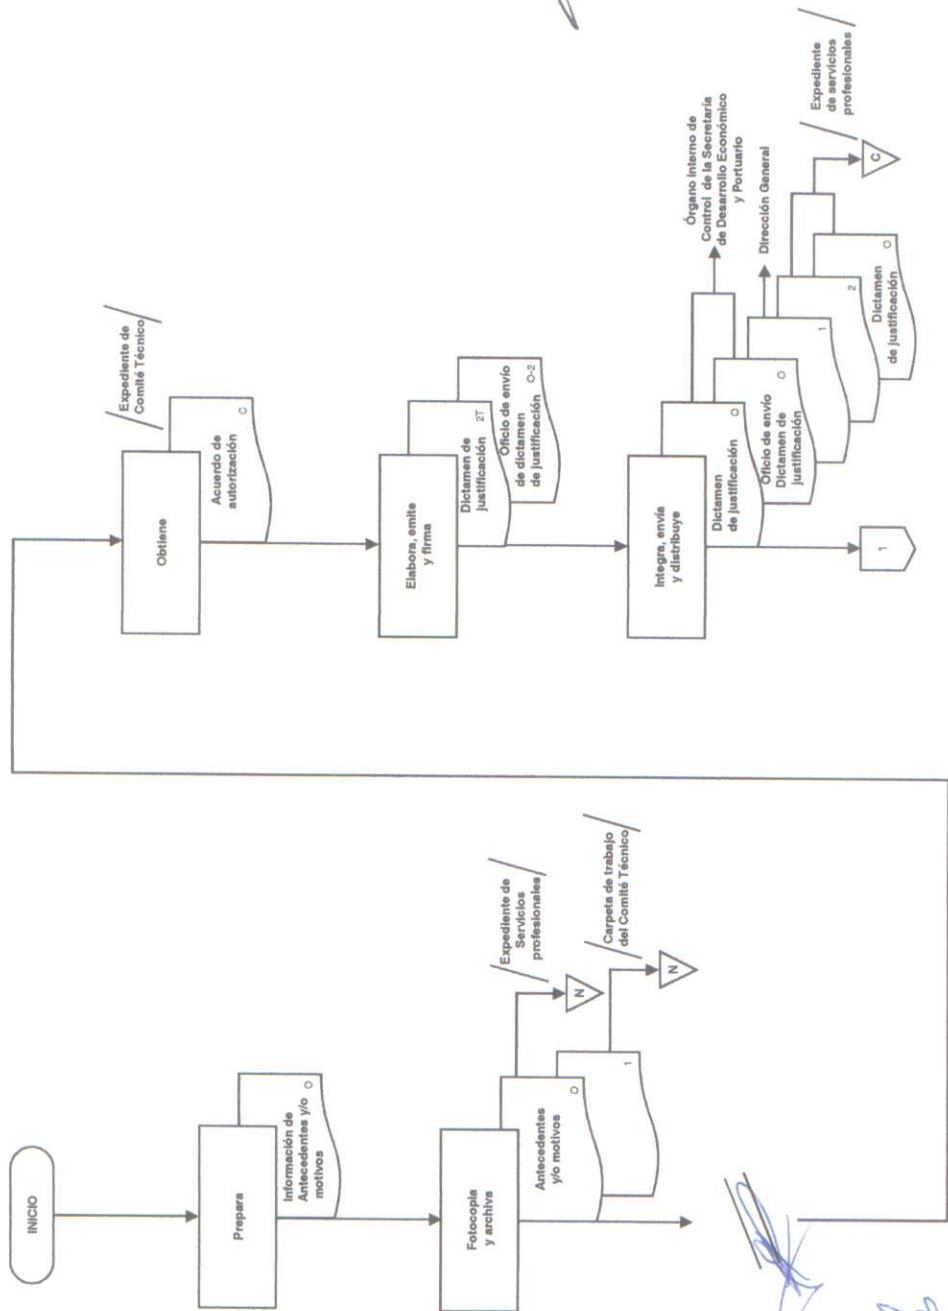 INICIO
Prepara
Información de
Antecedentes y/o
motivos
O
Fotocopia
y archiva
Antecedentes
y/o motivos
O
1
Expediente de
Servicios
profesionales
N
Carpeta de trabajo
del Comité Técnico
N
Obtiene
Expediente de
Comité Técnico
Acuerdo de
autorización
C
Elabora, emite
y firma
Dictamen de
justificación
2T
Oficio de envío
de dictamen
de justificación
O-2
Integra, envía
y distribuye
Dictamen
de justificación
O
Oficio de envío
Dictamen de
justificación
O
1
2
Dictamen
de justificación
O
Órgano Interno de
Control de la Secretaría
de Desarrollo Económico
y Portuario
Dirección General
Expediente
de servicios
profesionales
C
1